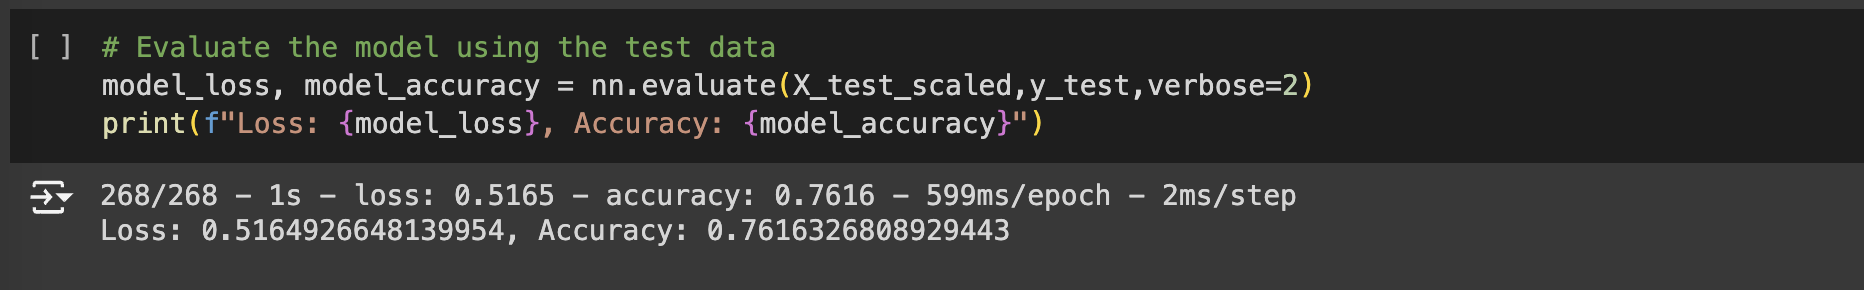 [ ] # Evaluate the model using the test data
model_loss, model_accuracy = nn.evaluate(X_test_scaled,y_test,verbose=2)
print(f"Loss: {model_loss}, Accuracy: {model_accuracy}")
268/268 - 1s - loss: 0.5165 - accuracy: 0.7616 - 599ms/epoch - 2ms/step
Loss: 0.5164926648139954, Accuracy: 0.7616326808929443